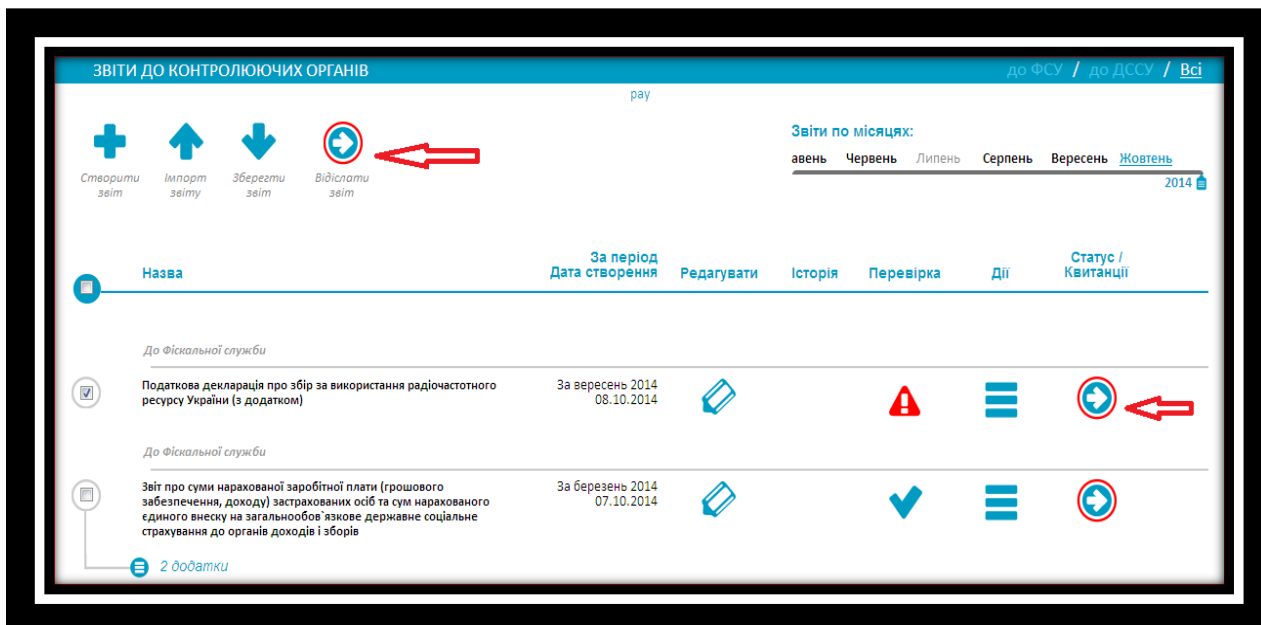 ЗВІТИ ДО КОНТРОЛЮЮЧИХ ОРГАНІВ
до ФСУ / до ДССУ / Всі
pay
Звіти по місяцях:
авень Червень Липень Серпень Вересень Жовтень
2014
Створити звіт
Імпорт звіту
Зберегти звіт
Відіслати звіт
Назва
За період
Дата створення
Редагувати
Історія
Перевірка
Дії
Статус /
Квитанції
До Фіскальної служби
Податкова декларація про збір за використання радіочастотного
ресурсу України (з додатком)
За вересень 2014
08.10.2014
До Фіскальної служби
Звіт про суми нарахованої заробітної плати (грошового
забезпечення, доходу) застрахованих осіб та сум нарахованого
єдиного внеску на загальнообов`язкове державне соціальне
страхування до органів доходів і зборів
За березень 2014
07.10.2014
2 додатки